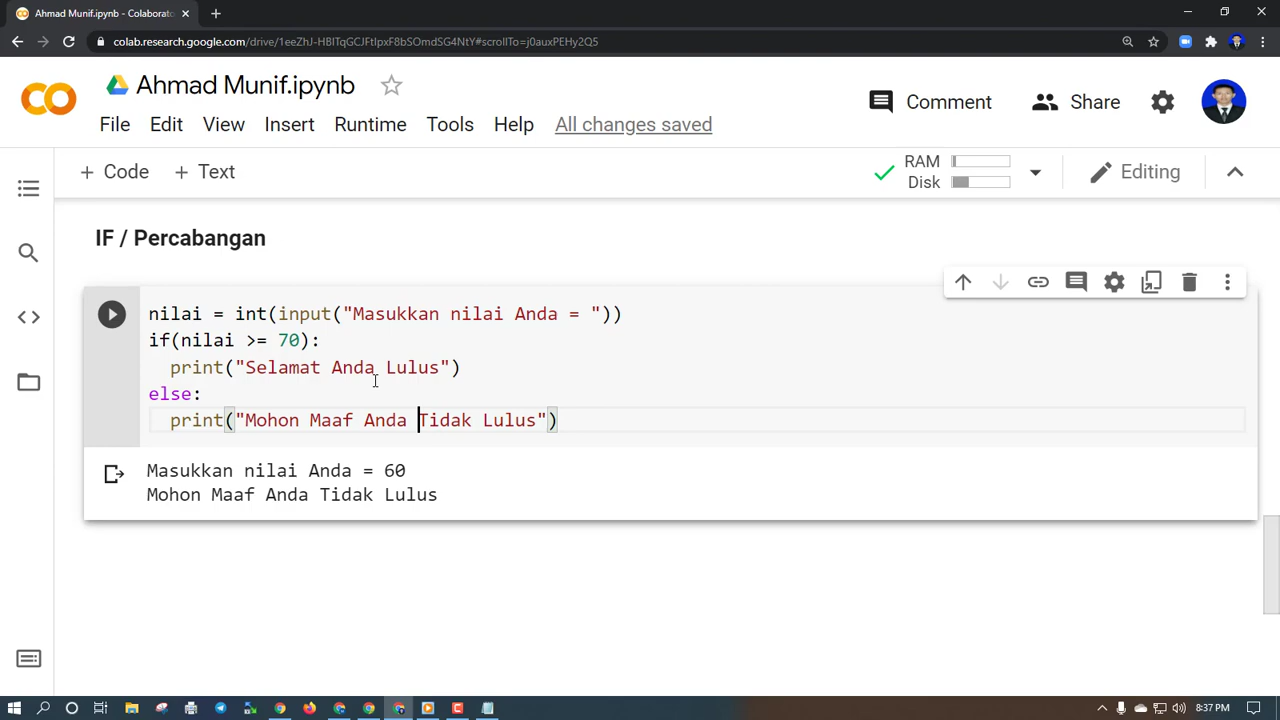 Ahmad Munif.ipynb - Colaborato
colab.research.google.com/drive/1eeZhJ-HBITqGCJFtIpxF8bSOmdSG4NtY#scrollTo=j0auxPEHy2Q5
Ahmad Munif.ipynb
Comment
Share
File Edit View Insert Runtime Tools Help All changes saved
+ Code + Text
RAM
Disk
Editing
IF / Percabangan
nilai = int(input("Masukkan nilai Anda = "))
if(nilai >= 70):
print("Selamat Anda Lulus")
else:
print("Mohon Maaf Anda Tidak Lulus")
Masukkan nilai Anda = 60
Mohon Maaf Anda Tidak Lulus
8:37 PM